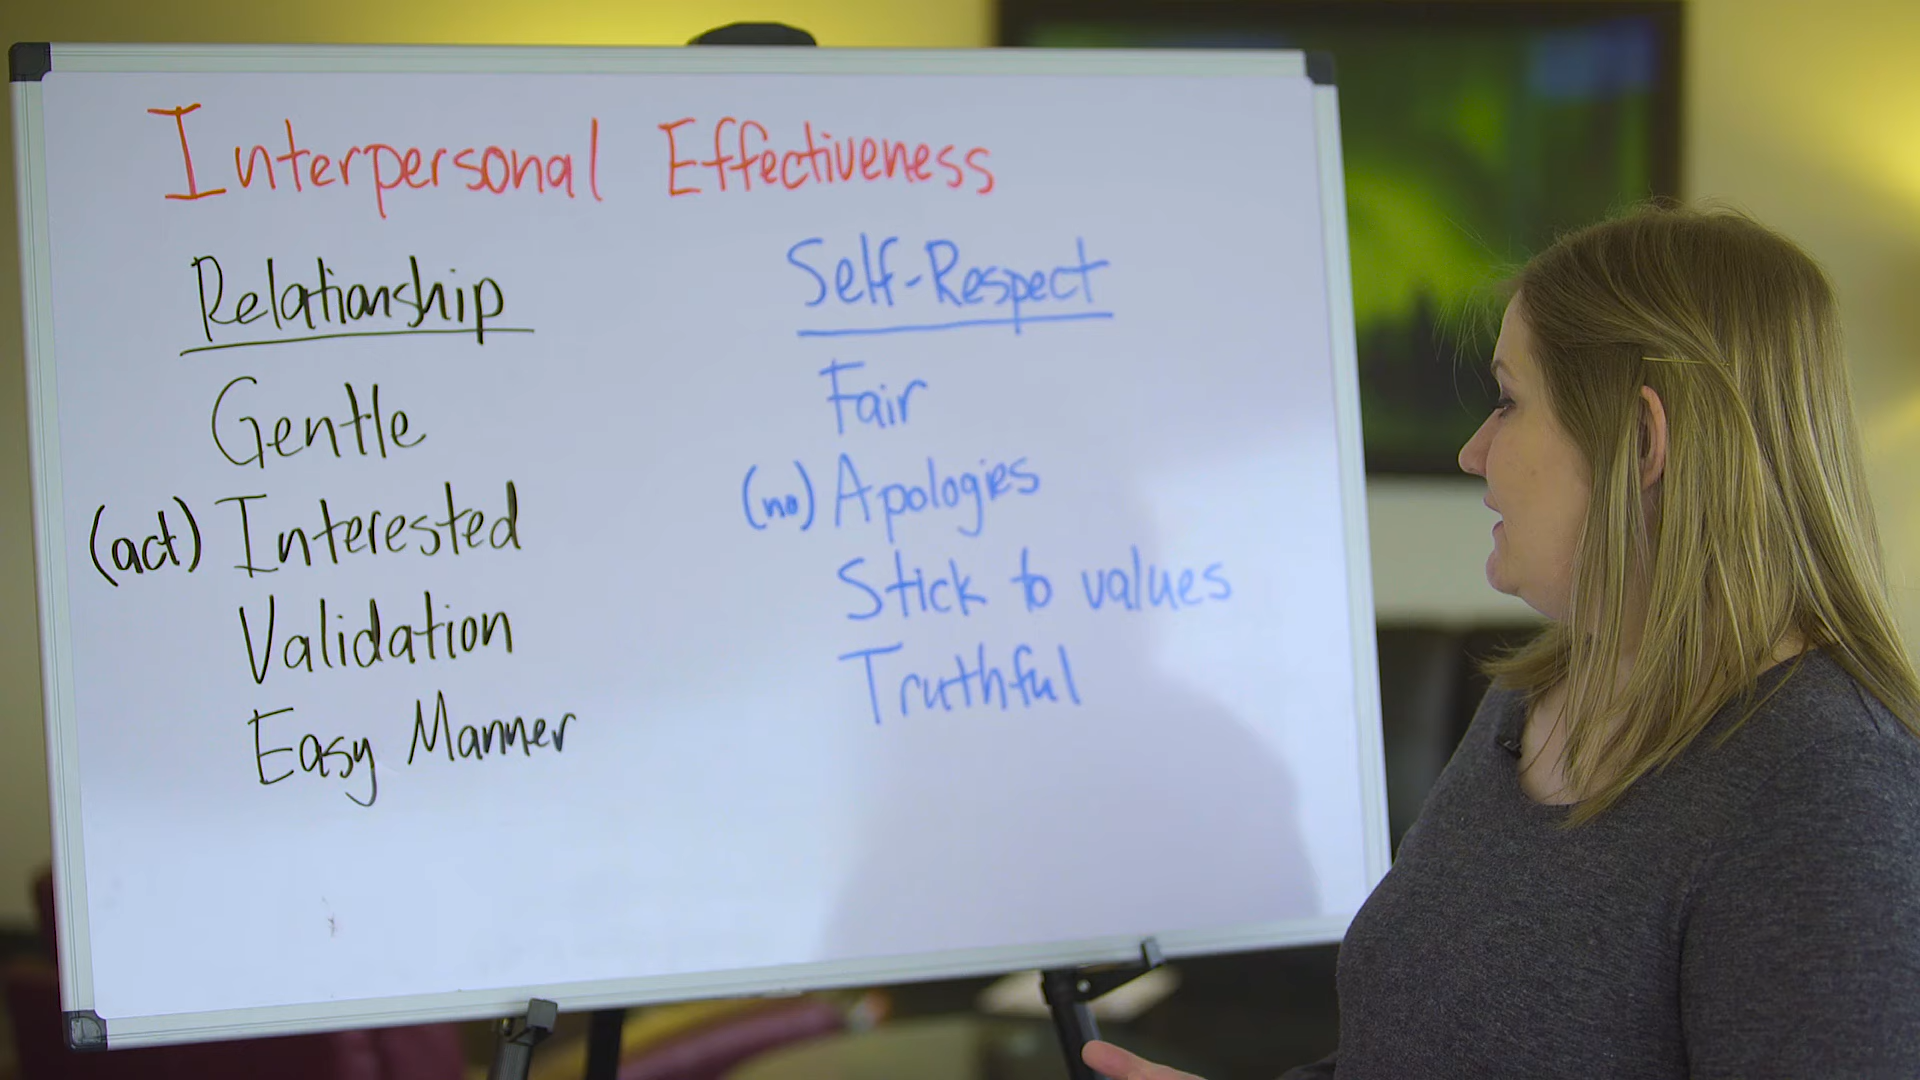 Interpersonal Effectiveness
Relationship
Gentle
(act) Interested
Validation
Easy Manner
Self-Respect
Fair
(no) Apologies
Stick to values
Truthful